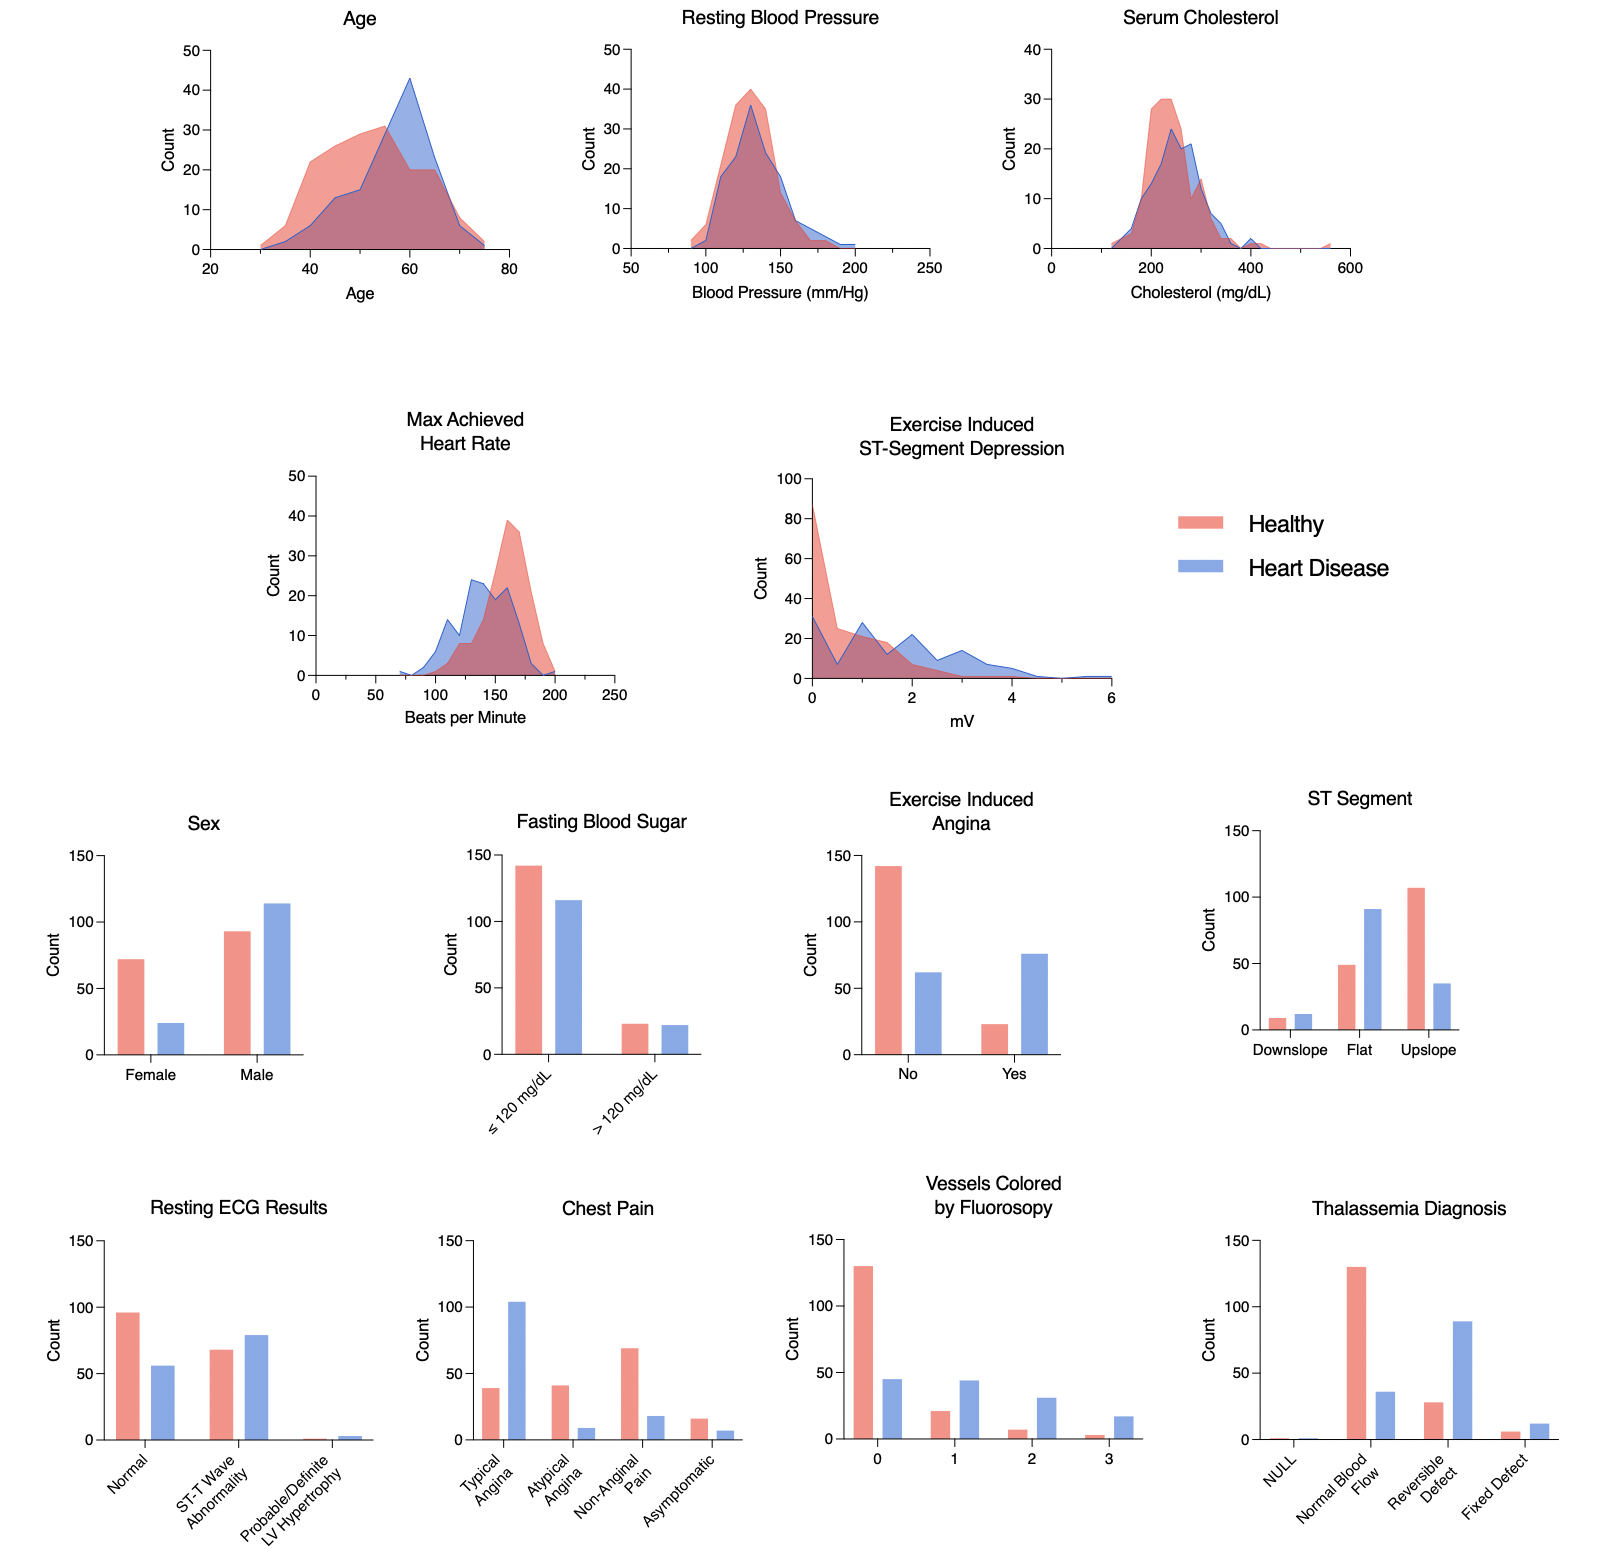 Age
Resting Blood Pressure
Serum Cholesterol
50
40
30
20
10
0
Count
20
40
60
80
Age
50
40
30
20
10
0
Count
50
100
150
200
250
Blood Pressure (mm/Hg)
40
30
20
10
0
Count
0
200
400
600
Cholesterol (mg/dL)
Max Achieved
Heart Rate
50
40
30
20
10
0
Count
0
50
100
150
200
250
Beats per Minute
Exercise Induced
ST-Segment Depression
100
80
60
40
20
0
Count
0
2
4
6
mV
Healthy
Heart Disease
Sex
150
100
50
0
Count
Female
Male
Fasting Blood Sugar
150
100
50
0
Count
≤ 120 mg/dL
> 120 mg/dL
Exercise Induced
Angina
150
100
50
0
Count
No
Yes
ST Segment
150
100
50
0
Count
Downslope
Flat
Upslope
Resting ECG Results
150
100
50
0
Count
Normal
ST-T Wave
Abnormality
Probable/Definite
LV Hypertrophy
Chest Pain
150
100
50
0
Count
Typical
Angina
Atypical
Angina
Non-Anginal
Pain
Asymptomatic
Vessels Colored
by Fluorosopy
150
100
50
0
Count
0
1
2
3
Thalassemia Diagnosis
150
100
50
0
Count
NULL
Normal Blood
Flow
Reversible
Defect
Fixed Defect